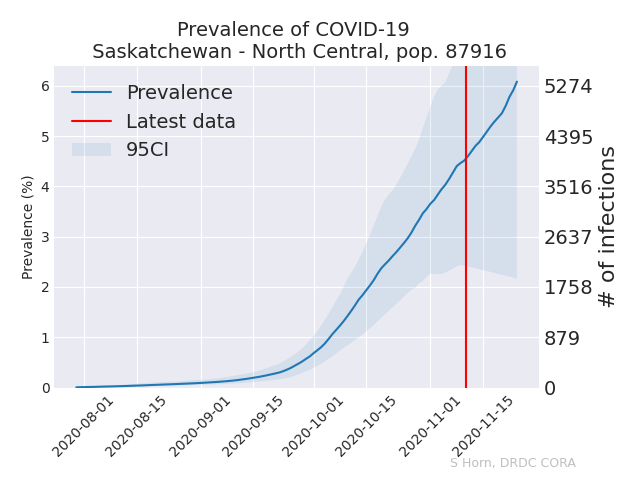 Prevalence of COVID-19
Saskatchewan - North Central, pop. 87916
Prevalence
Latest data
95CI
Prevalence (%)
6
5
4
3
2
1
0
5274
4395
3516
2637
1758
879
0
# of infections
2020-08-01
2020-08-15
2020-09-01
2020-09-15
2020-10-01
2020-10-15
2020-11-01
2020-11-15
S Horn, DRDC CORA